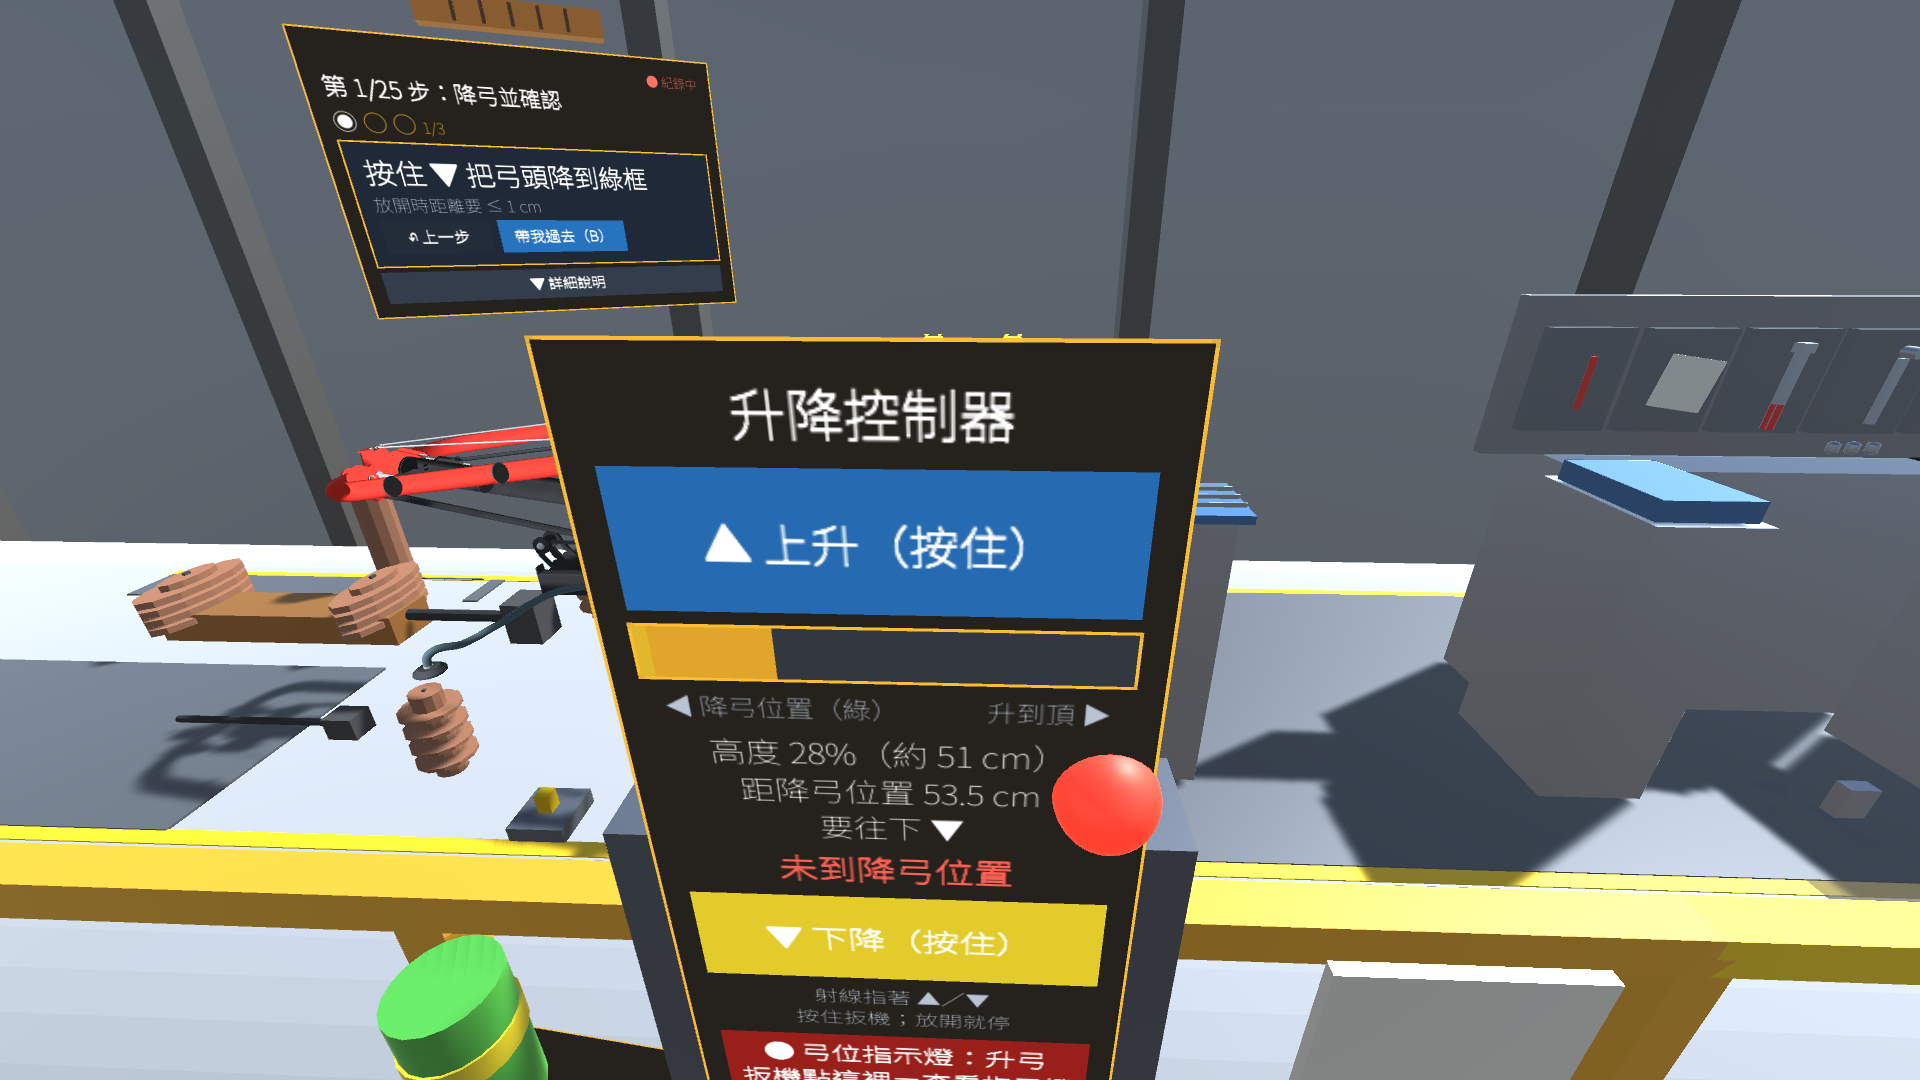 第 1/25 步：降弓並確認
紀錄中
1/3
按住▼把弓頭降到綠框
放開時距離要 ≤ 1 cm
上一步
帶我過去（B）
▼ 詳細說明
升降控制器
▲ 上升（按住）
◀ 降弓位置（綠）
升到頂 ▶
高度 28%（約 51 cm）
距降弓位置 53.5 cm
要往下 ▼
未到降弓位置
▼ 下降（按住）
射線指著 ▲／▼
按住扳機；放開就停
● 弓位指示燈：升弓